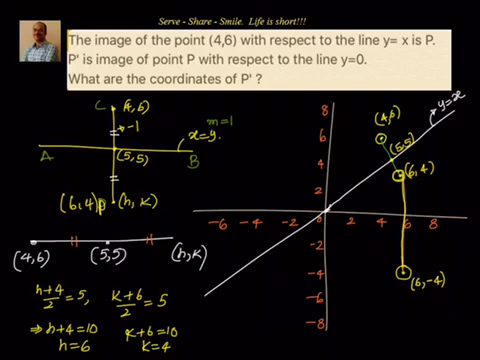 Serve - Share - Smile. Life is short!!!
The image of the point (4,6) with respect to the line y= x is P.
P' is image of point P with respect to the line y=0.
What are the coordinates of P' ?
C (4,6)
-1
m=1
x=y
A (5,5) B
(6,4)P (h,k)
(4,6) (5,5) (h,k)
h+4/2 = 5, k+6/2 = 5
⇒h+4=10 k+6=10
h=6 k=4
8
y=x
(4,6)
6
(5,5)
4
(6,4)
2
-6 -4 -2 0 2 4 6 8
-2
-4
(6,-4)
-6
-8